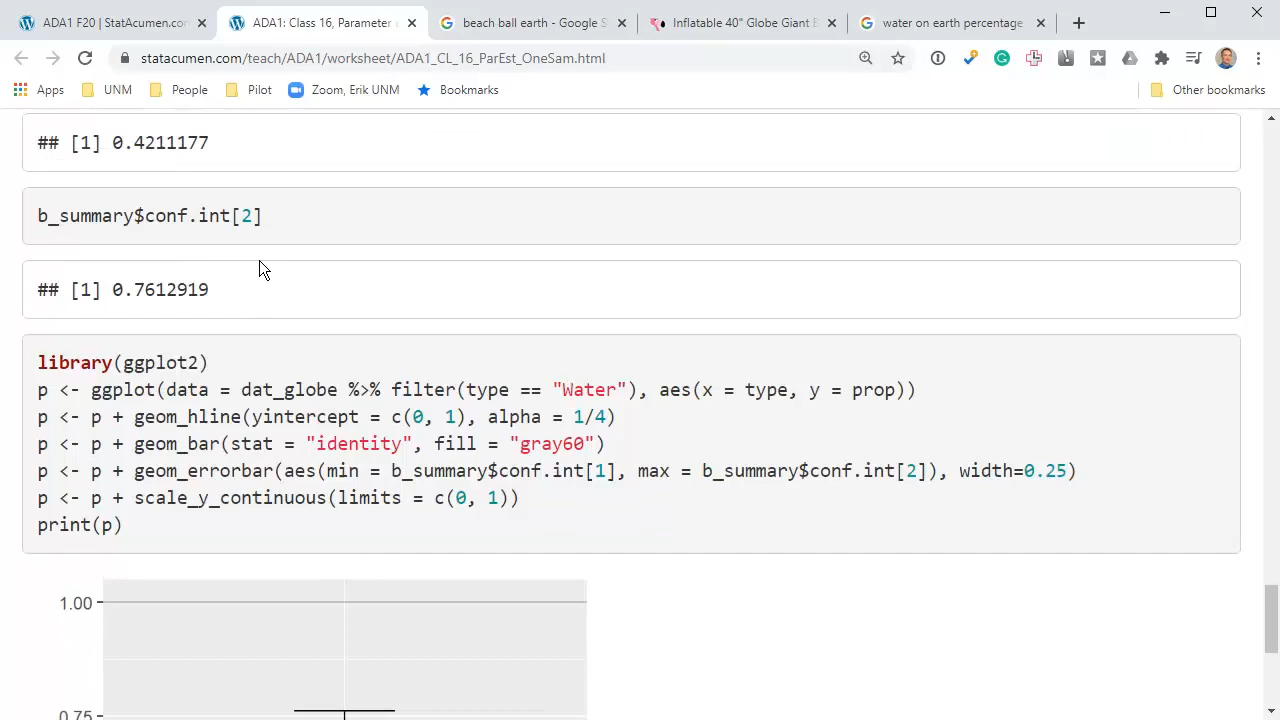 ADA1 F20 | StatAcumen.co
ADA1: Class 16, Parameter
beach ball earth - Google S
Inflatable 40" Globe Giant
water on earth percentage
statacumen.com/teach/ADA1/worksheet/ADA1_CL_16_ParEst_OneSam.html
Apps
UNM
People
Pilot
Zoom, Erik UNM
Bookmarks
Other bookmarks
## [1] 0.4211177
b_summary$conf.int[2]
## [1] 0.7612919
library(ggplot2)
p <- ggplot(data = dat_globe %>% filter(type == "Water"), aes(x = type, y = prop))
p <- p + geom_hline(yintercept = c(0, 1), alpha = 1/4)
p <- p + geom_bar(stat = "identity", fill = "gray60")
p <- p + geom_errorbar(aes(min = b_summary$conf.int[1], max = b_summary$conf.int[2]), width=0.25)
p <- p + scale_y_continuous(limits = c(0, 1))
print(p)
1.00
0.75